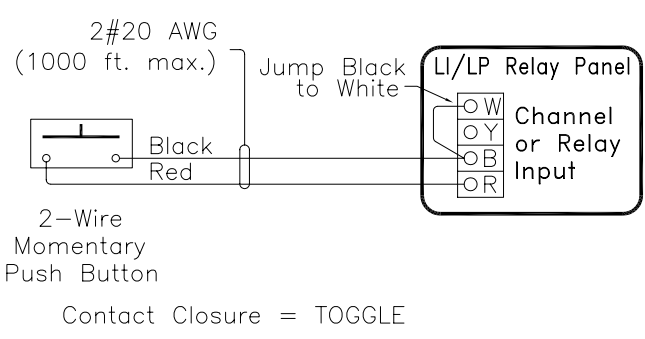 2#20 AWG
(1000 ft. max.)
Jump Black
to White
LI/LP Relay Panel
W
Y
B
R
Channel
or Relay
Input
Black
Red
2-Wire
Momentary
Push Button
Contact Closure = TOGGLE